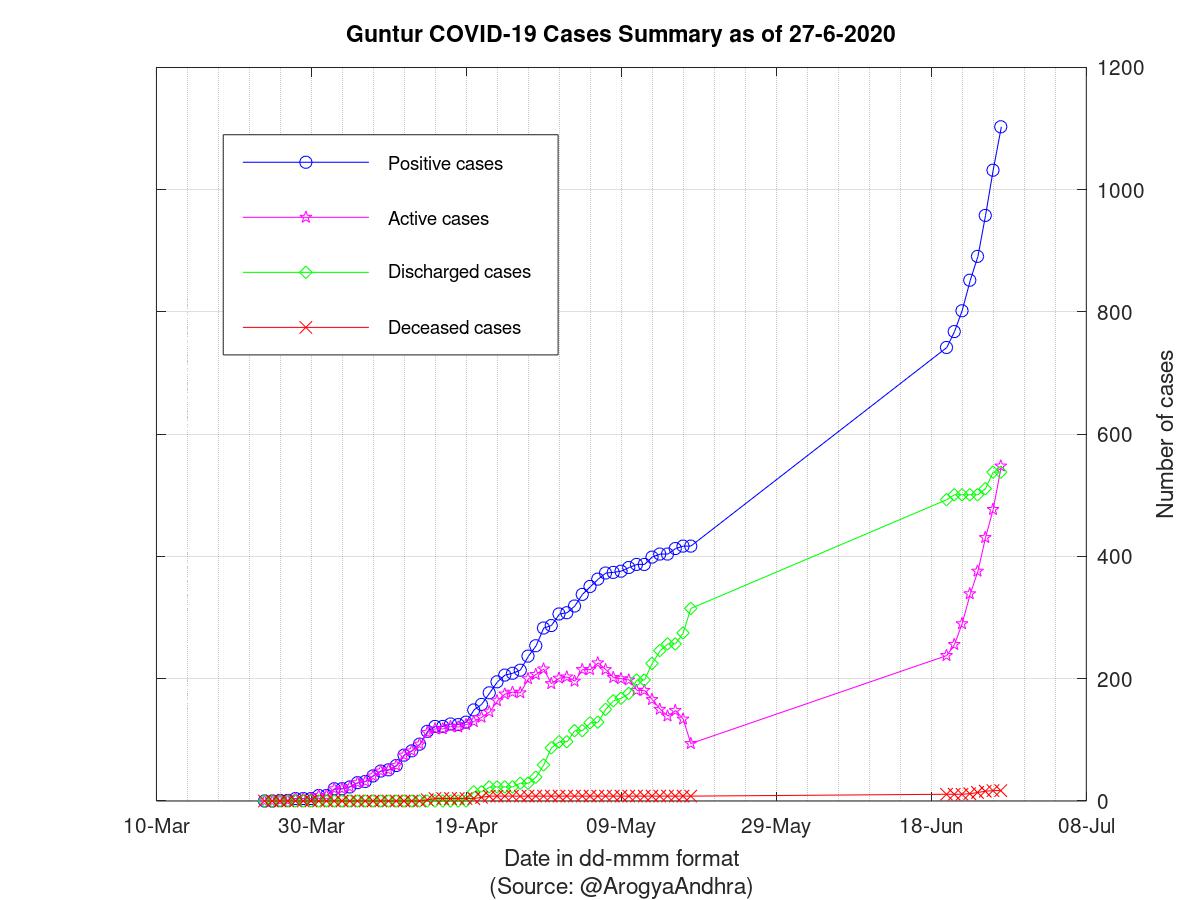 Guntur COVID-19 Cases Summary as of 27-6-2020
1200
Positive cases
1000
Active cases
Discharged cases
800
Deceased cases
600
400
200
0
Number of cases
10-Mar 30-Mar 19-Apr 09-May 29-May 18-Jun 08-Jul
Date in dd-mmm format
(Source: @ArogyaAndhra)